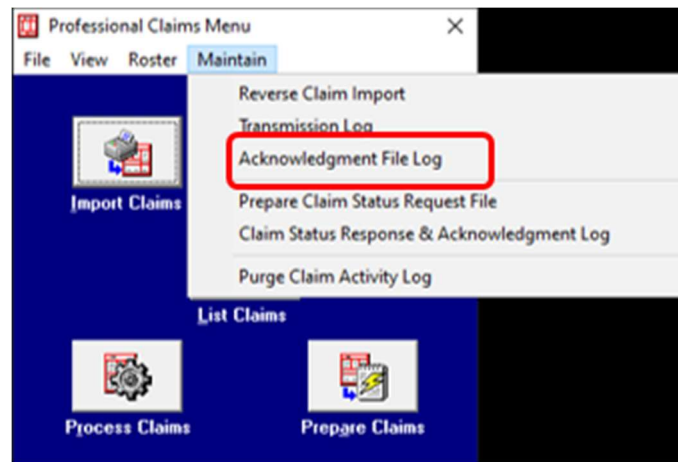 Professional Claims Menu
File View Roster Maintain
Reverse Claim Import
Transmission Log
Acknowledgment File Log
Prepare Claim Status Request File
Claim Status Response & Acknowledgment Log
Purge Claim Activity Log
Import Claims
List Claims
Process Claims
Prepare Claims